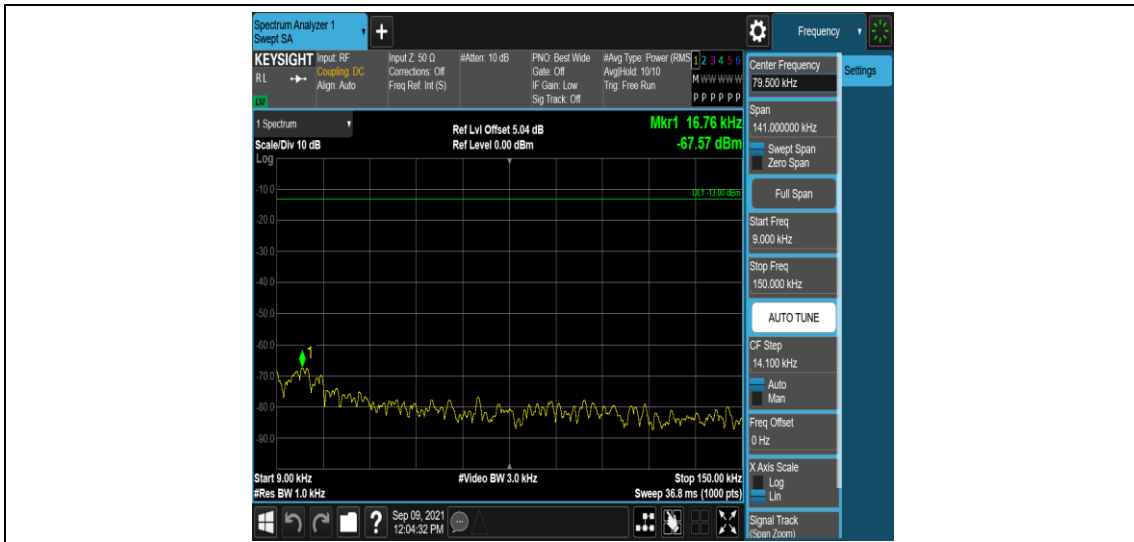 Spectrum Analyzer 1
Swept SA
+
Frequency
KEYSIGHT
RL
LXI
Input: RF
Coupling: DC
Align: Auto
Input Z: 50 Ω
Corrections: Off
Freq Ref: Int (S)
#Atten: 10 dB
PNO: Best Wide
Gate: Off
IF Gain: Low
Sig Track: Off
#Avg Type: Power (RMS
Avg|Hold: 10/10
Trig: Free Run
1 2 3 4 5 6
M W W W W W
P P P P P P
1 Spectrum
Scale/Div 10 dB
Log
Ref Lvl Offset 5.04 dB
Ref Level 0.00 dBm
Mkr1 16.76 kHz
-67.57 dBm
DL1 -13.00 dBm
-10.0
-20.0
-30.0
-40.0
-50.0
-60.0
-70.0
-80.0
-90.0
1
Start 9.00 kHz
#Res BW 1.0 kHz
#Video BW 3.0 kHz
Stop 150.00 kHz
Sweep 36.8 ms (1000 pts)
?
Sep 09, 2021
12:04:32 PM
Center Frequency
79.500 kHz
Settings
Span
141.000000 kHz
Swept Span
Zero Span
Full Span
Start Freq
9.000 kHz
Stop Freq
150.000 kHz
AUTO TUNE
CF Step
14.100 kHz
Auto
Man
Freq Offset
0 Hz
X Axis Scale
Log
Lin
Signal Track
(Span Zoom)